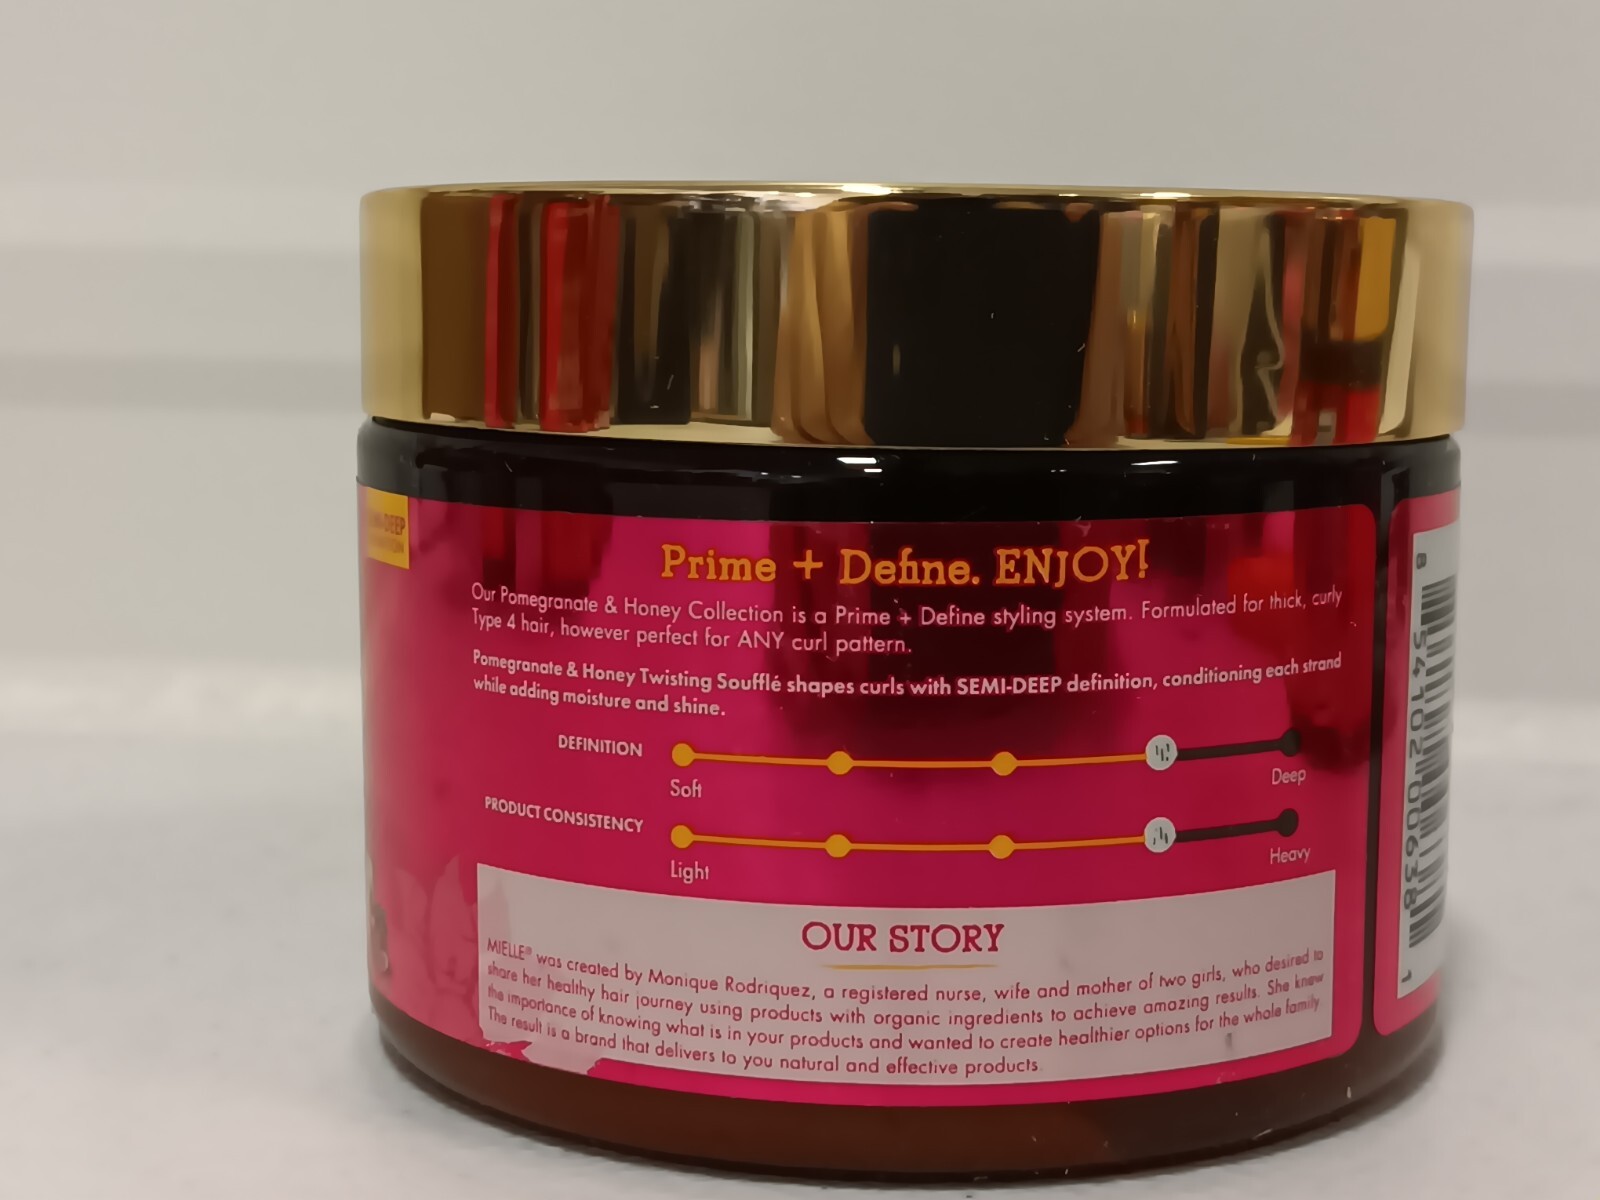 Prime + Define. ENJOY!
Our Pomegranate & Honey Collection is a Prime + Define styling system. Formulated for thick, curly
Type 4 hair, however perfect for ANY curl pattern.
Pomegranate & Honey Twisting Soufflé shapes curls with SEMI-DEEP definition, conditioning each strand
while adding moisture and shine.
DEFINITION
Soft
Deep
PRODUCT CONSISTENCY
Light
Heavy
OUR STORY
MIELLE® was created by Monique Rodriquez, a registered nurse, wife and mother of two girls, who desired to
share her healthy hair journey using products with organic ingredients to achieve amazing results. She knew
the importance of knowing what is in your products and wanted to create healthier options for the whole family.
The result is a brand that delivers to you natural and effective products.
8 54102 00638 1